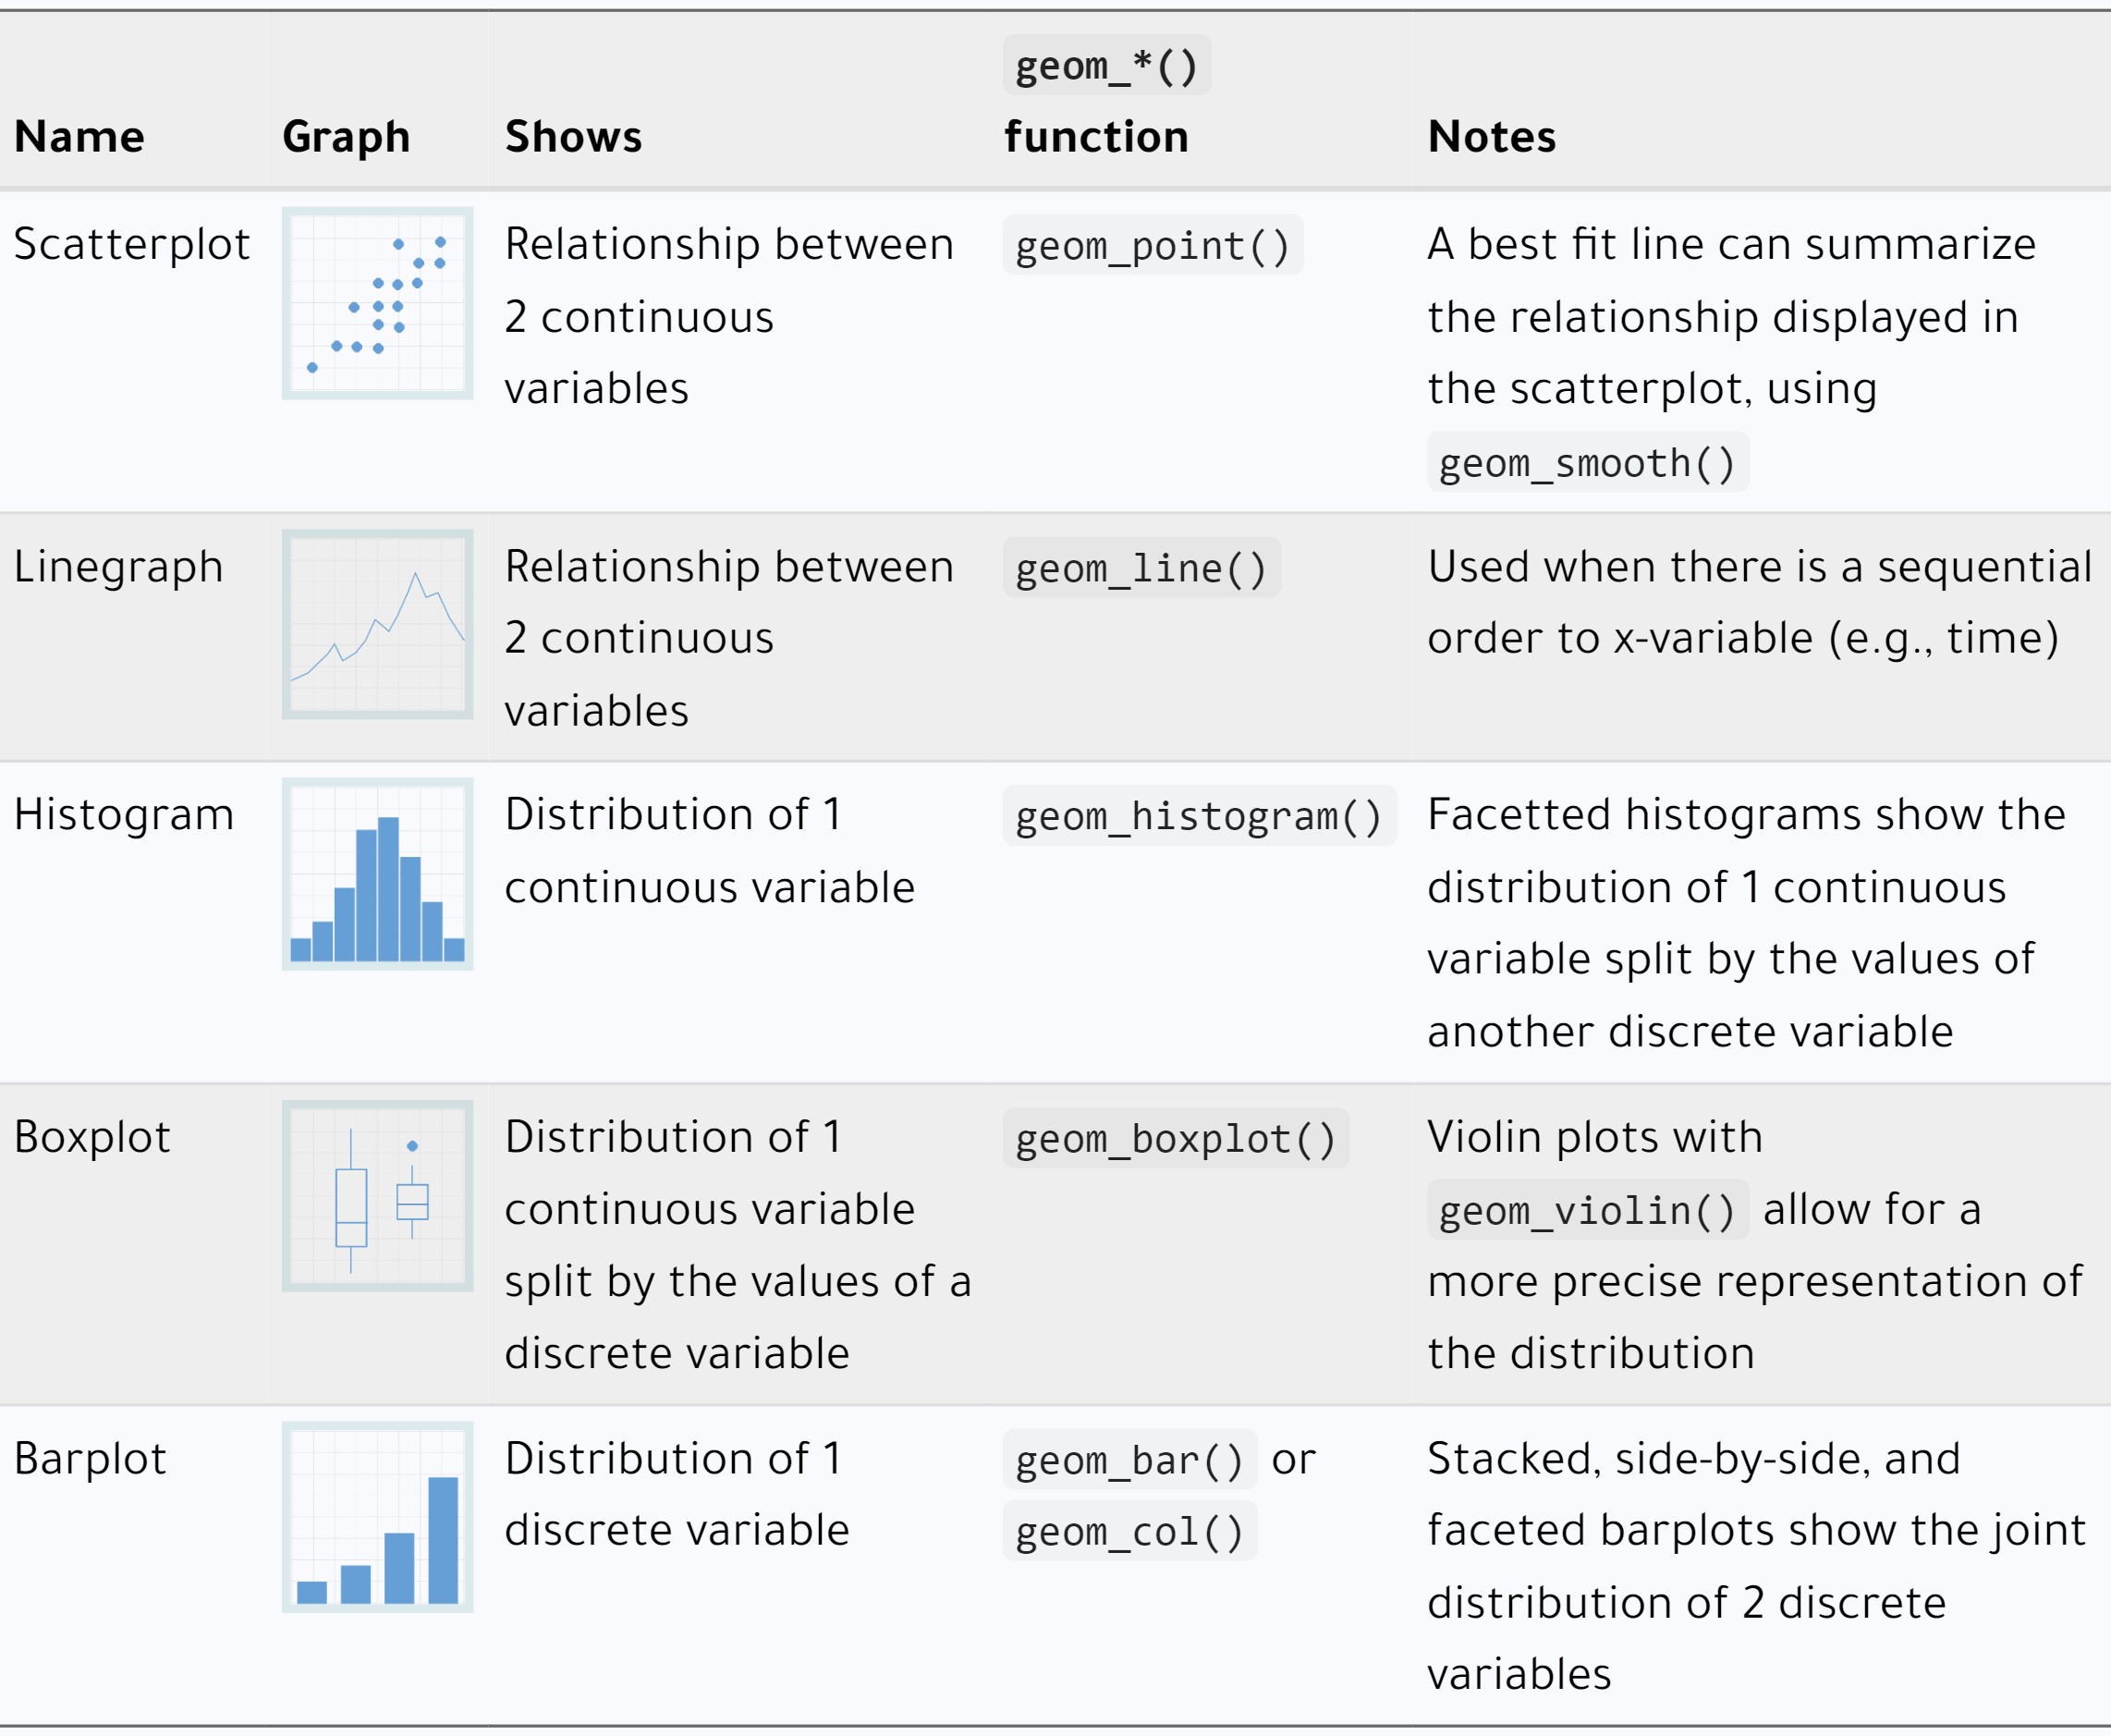 geom_*()
Name Graph Shows function Notes
Scatterplot Relationship between geom_point() A best fit line can summarize
2 continuous the relationship displayed in
variables the scatterplot, using
geom_smooth()
Linegraph Relationship between geom_line() Used when there is a sequential
2 continuous order to x-variable (e.g., time)
variables
Histogram Distribution of 1 geom_histogram() Facetted histograms show the
continuous variable distribution of 1 continuous
variable split by the values of
another discrete variable
Boxplot Distribution of 1 geom_boxplot() Violin plots with
continuous variable geom_violin() allow for a
split by the values of a more precise representation of
discrete variable the distribution
Barplot Distribution of 1 geom_bar() or Stacked, side-by-side, and
discrete variable geom_col() faceted barplots show the joint
distribution of 2 discrete
variables